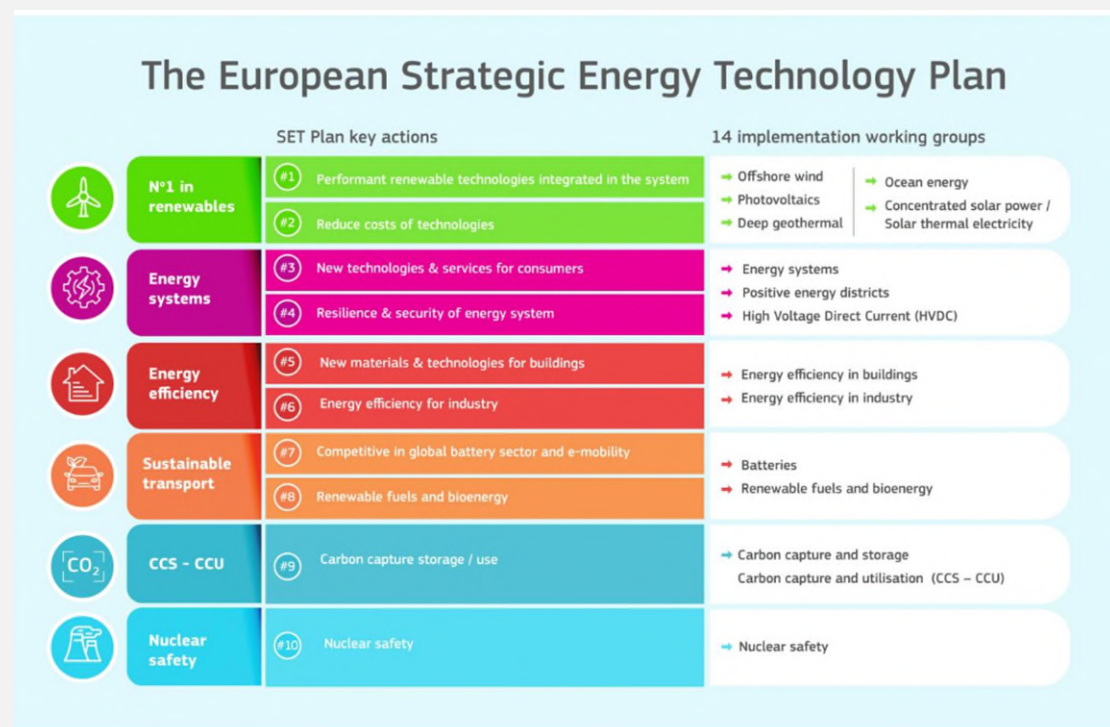 The European Strategic Energy Technology Plan
SET Plan key actions
14 implementation working groups
N°1 in
renewables
#1 Performant renewable technologies integrated in the system
#2 Reduce costs of technologies
➞ Offshore wind
➞ Photovoltaics
➞ Deep geothermal
➞ Ocean energy
➞ Concentrated solar power /
Solar thermal electricity
Energy
systems
#3 New technologies & services for consumers
#4 Resilience & security of energy system
➞ Energy systems
➞ Positive energy districts
➞ High Voltage Direct Current (HVDC)
Energy
efficiency
#5 New materials & technologies for buildings
#6 Energy efficiency for industry
➞ Energy efficiency in buildings
➞ Energy efficiency in industry
Sustainable
transport
#7 Competitive in global battery sector and e-mobility
#8 Renewable fuels and bioenergy
➞ Batteries
➞ Renewable fuels and bioenergy
CO₂
CCS – CCU
#9 Carbon capture storage / use
➞ Carbon capture and storage
Carbon capture and utilisation (CCS – CCU)
Nuclear
safety
#10 Nuclear safety
➞ Nuclear safety